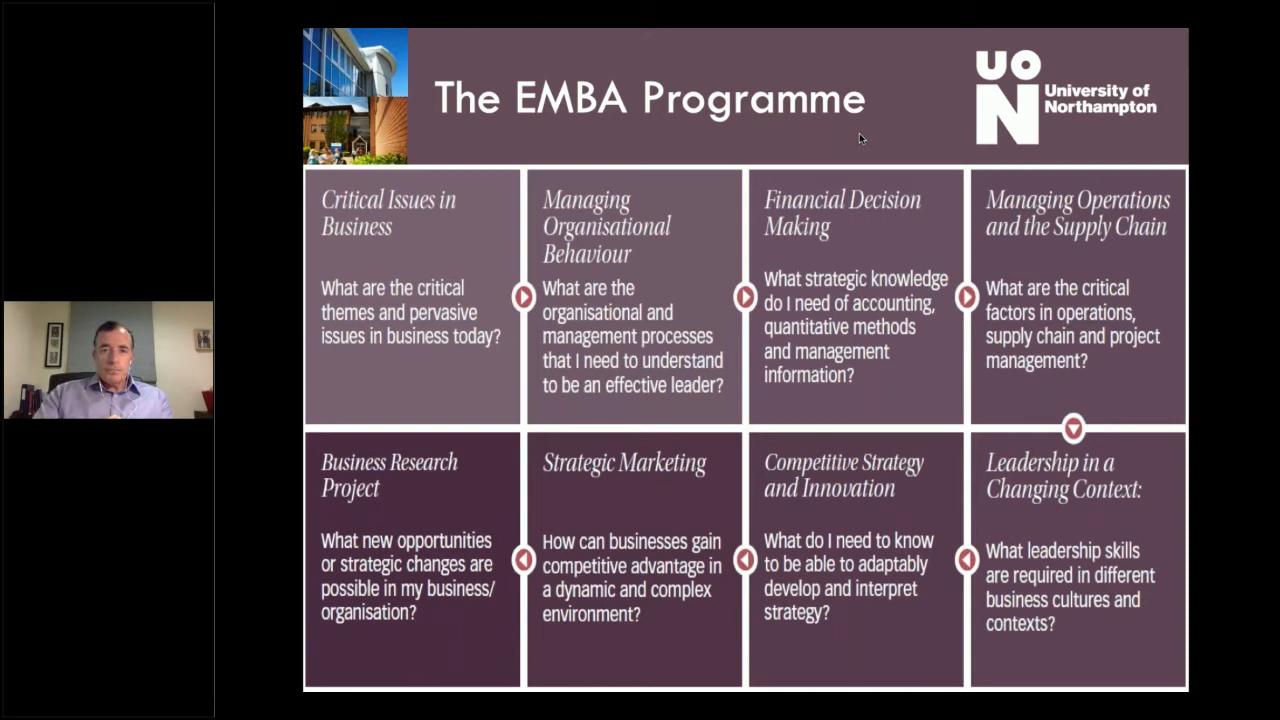 The EMBA Programme
UON
University of
Northampton
Critical Issues in
Business
What are the critical
themes and pervasive
issues in business today?
Managing
Organisational
Behaviour
What are the
organisational and
management processes
that I need to understand
to be an effective leader?
Financial Decision
Making
What strategic knowledge
do I need of accounting,
quantitative methods
and management
information?
Managing Operations
and the Supply Chain
What are the critical
factors in operations,
supply chain and project
management?
Business Research
Project
What new opportunities
or strategic changes are
possible in my business/
organisation?
Strategic Marketing
How can businesses gain
competitive advantage in
a dynamic and complex
environment?
Competitive Strategy
and Innovation
What do I need to know
to be able to adaptably
develop and interpret
strategy?
Leadership in a
Changing Context:
What leadership skills
are required in different
business cultures and
contexts?